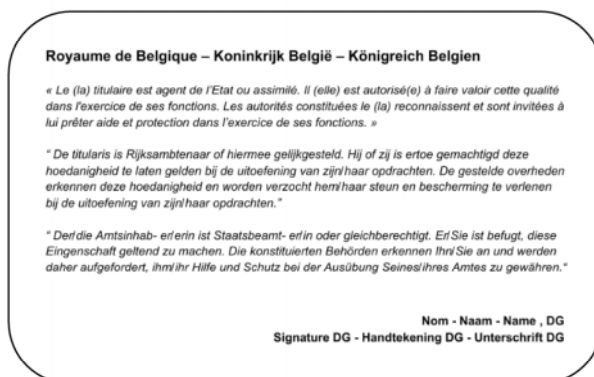 Royaume de Belgique – Koninkrijk België – Königreich Belgien
« Le (la) titulaire est agent de l'Etat ou assimilé. Il (elle) est autorisé(e) à faire valoir cette qualité
dans l'exercice de ses fonctions. Les autorités constituées le (la) reconnaissent et sont invitées à
lui prêter aide et protection dans l'exercice de ses fonctions. »
" De titularis is Rijksambtenaar of hiermee gelijkgesteld. Hij of zij is ertoe gemachtigd deze
hoedanigheid te laten gelden bij de uitoefening van zijn/haar opdrachten. De gestelde overheden
erkennen deze hoedanigheid en worden verzocht hem/haar steun en bescherming te verlenen
bij de uitoefening van zijn/haar opdrachten."
" Der/die Amtsinhab- er/erin ist Staatsbeamt- er/in oder gleichberechtigt. Er/Sie ist befugt, diese
Eingenschaft geltend zu machen. Die konstituierten Behörden erkennen Ihn/Sie an und werden
daher aufgefordert, ihm/ihr Hilfe und Schutz bei der Ausübung Seines/ihres Amtes zu gewähren."
Nom - Naam - Name , DG
Signature DG - Handtekening DG - Unterschrift DG